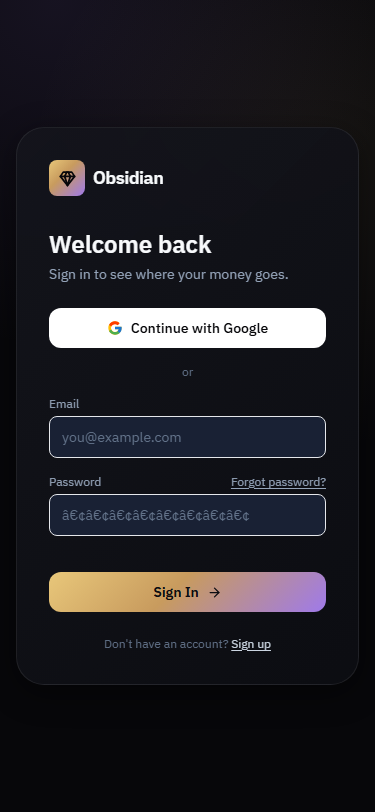 Obsidian
Welcome back
Sign in to see where your money goes.
Continue with Google
or
Email
you@example.com
Password Forgot password?
•••••••â€¢
Sign In →
Don't have an account? Sign up